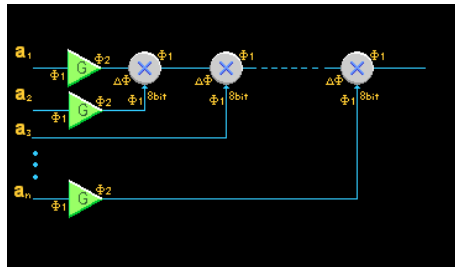 a1 Φ1 G Φ2 ΔΦ Φ1 ΔΦ Φ1 ΔΦ Φ1
a2 Φ1 G Φ2 Φ1 8bit Φ1 8bit Φ1 8bit
a3
an Φ1 G Φ2